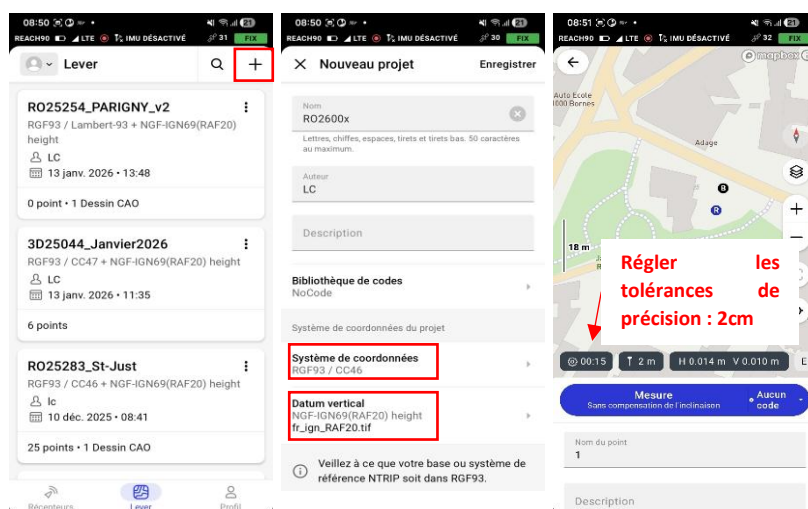 08:50
21
REACH90 LTE IMU DÉSACTIVÉ 31 FIX
Lever
RO25254_PARIGNY_v2
RGF93 / Lambert-93 + NGF-IGN69(RAF20)
height
LC
13 janv. 2026 • 13:48
0 point • 1 Dessin CAO
3D25044_Janvier2026
RGF93 / CC47 + NGF-IGN69(RAF20) height
LC
13 janv. 2026 • 11:35
6 points
RO25283_St-Just
RGF93 / CC46 + NGF-IGN69(RAF20) height
lc
10 déc. 2025 • 08:41
25 points • 1 Dessin CAO
Récepteurs Lever Profil
08:50
21
REACH90 LTE IMU DÉSACTIVÉ 30 FIX
Nouveau projet Enregistrer
Nom
RO2600x
Lettres, chiffes, espaces, tirets et tirets bas. 50 caractères
au maximum.
Auteur
LC
Description
Bibliothèque de codes
NoCode
Système de coordonnées du projet
Système de coordonnées
RGF93 / CC46
Datum vertical
NGF-IGN69(RAF20) height
fr_ign_RAF20.tif
Veillez à ce que votre base ou système de
référence NTRIP soit dans RGF93.
08:51
21
REACH90 LTE IMU DÉSACTIVÉ 32 FIX
mapbox
Auto Ecole
1000 Bornes
Adage
B
R
18 m
Régler les
tolérances de
précision : 2cm
00:15 2 m H 0.014 m V 0.010 m E
Mesure
Sans compensation de l'inclinaison
Aucun
code
Nom du point
1
Description